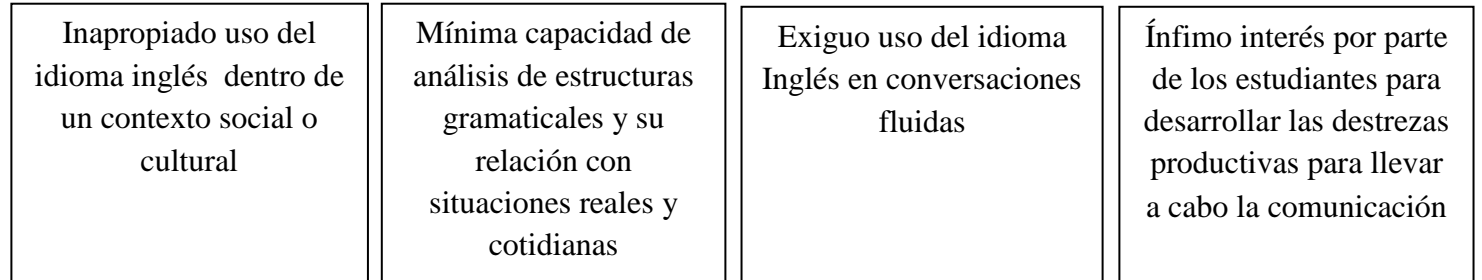 Inapropiado uso del
idioma inglés dentro de
un contexto social o
cultural
Mínima capacidad de
análisis de estructuras
gramaticales y su
relación con
situaciones reales y
cotidianas
Exiguo uso del idioma
Inglés en conversaciones
fluidas
Ínfimo interés por parte
de los estudiantes para
desarrollar las destrezas
productivas para llevar
a cabo la comunicación